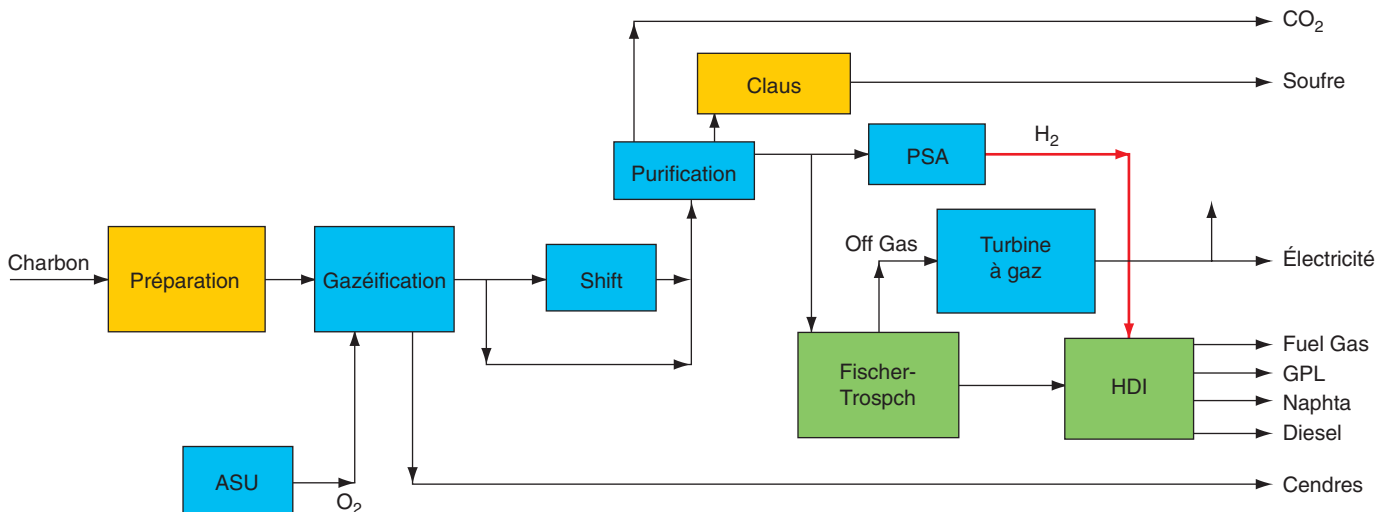 CO2
Soufre
Claus
H2
PSA
Purification
Off Gas
Turbine
à gaz
Électricité
Charbon
Préparation
Gazéification
Shift
Fischer-
Trospch
HDI
Fuel Gas
GPL
Naphta
Diesel
ASU
O2
Cendres